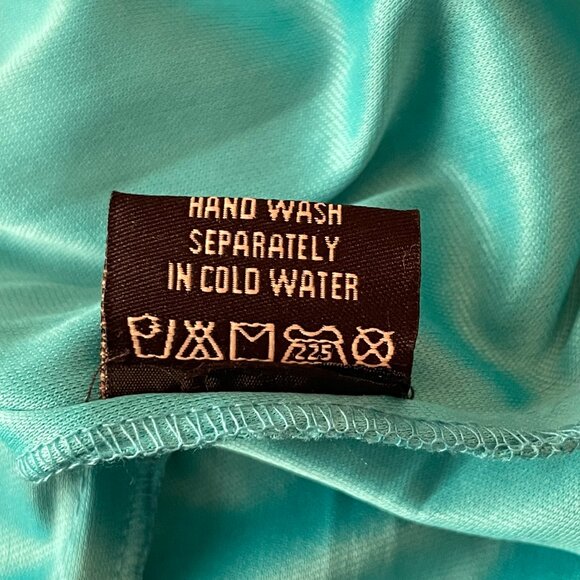 HAND WASH
SEPARATELY
IN COLD WATER
225